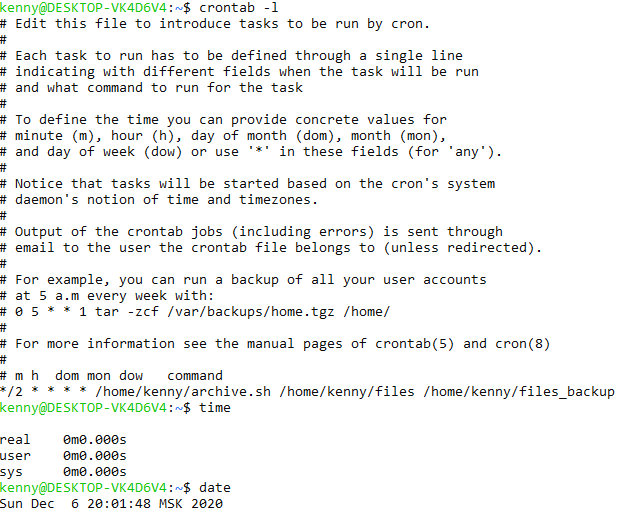 kenny@DESKTOP-VK4D6V4:~$ crontab -l
# Edit this file to introduce tasks to be run by cron.
#
# Each task to run has to be defined through a single line
# indicating with different fields when the task will be run
# and what command to run for the task
#
# To define the time you can provide concrete values for
# minute (m), hour (h), day of month (dom), month (mon),
# and day of week (dow) or use '*' in these fields (for 'any').
#
# Notice that tasks will be started based on the cron's system
# daemon's notion of time and timezones.
#
# Output of the crontab jobs (including errors) is sent through
# email to the user the crontab file belongs to (unless redirected).
#
# For example, you can run a backup of all your user accounts
# at 5 a.m every week with:
# 0 5 * * 1 tar -zcf /var/backups/home.tgz /home/
#
# For more information see the manual pages of crontab(5) and cron(8)
#
# m h  dom mon dow   command
*/2 * * * * /home/kenny/archive.sh /home/kenny/files /home/kenny/files_backup
kenny@DESKTOP-VK4D6V4:~$ time

real    0m0.000s
user    0m0.000s
sys     0m0.000s
kenny@DESKTOP-VK4D6V4:~$ date
Sun Dec  6 20:01:48 MSK 2020